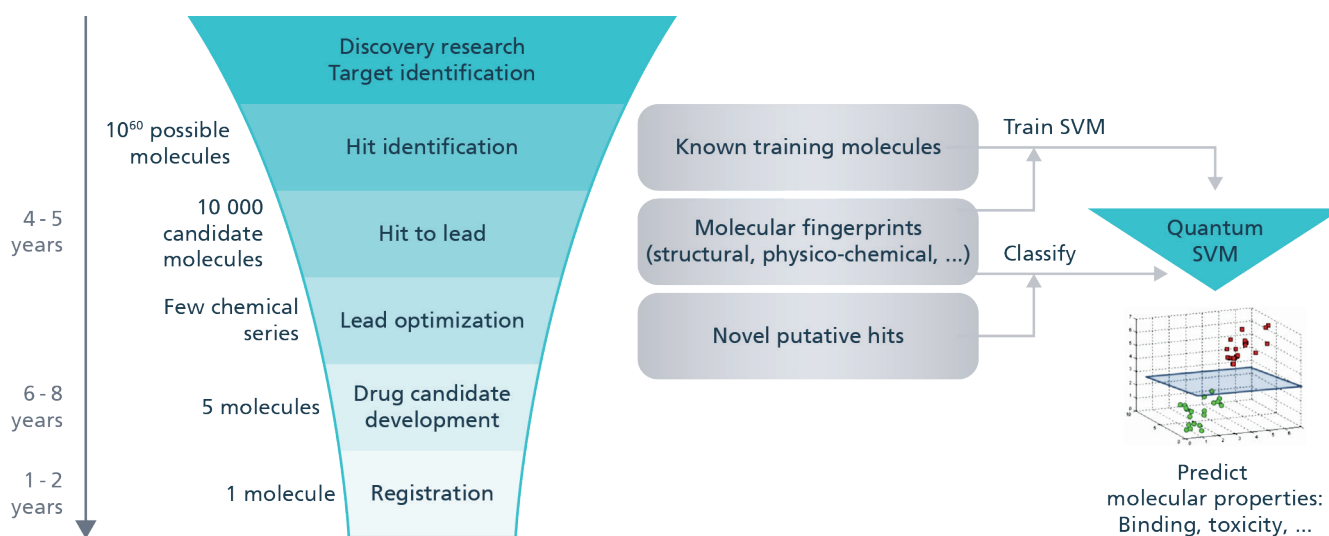 Discovery research
Target identification
10⁶⁰ possible
molecules
Hit identification
4 - 5
years
10 000
candidate
molecules
Hit to lead
Few chemical
series
Lead optimization
6 - 8
years
5 molecules
Drug candidate
development
1 - 2
years
1 molecule
Registration
Known training molecules
Train SVM
Molecular fingerprints
(structural, physico-chemical, ...)
Classify
Novel putative hits
Quantum
SVM
Predict
molecular properties:
Binding, toxicity, ...